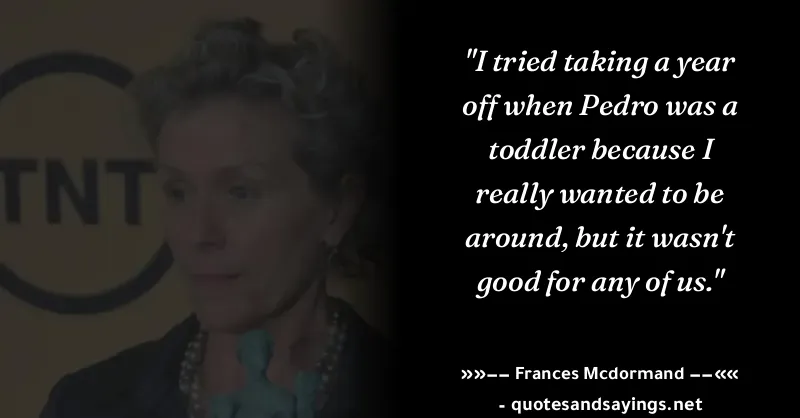 TNT
"I tried taking a year
off when Pedro was a
toddler because I
really wanted to be
around, but it wasn't
good for any of us."
»»–– Frances Mcdormand ––««
- quotesandsayings.net